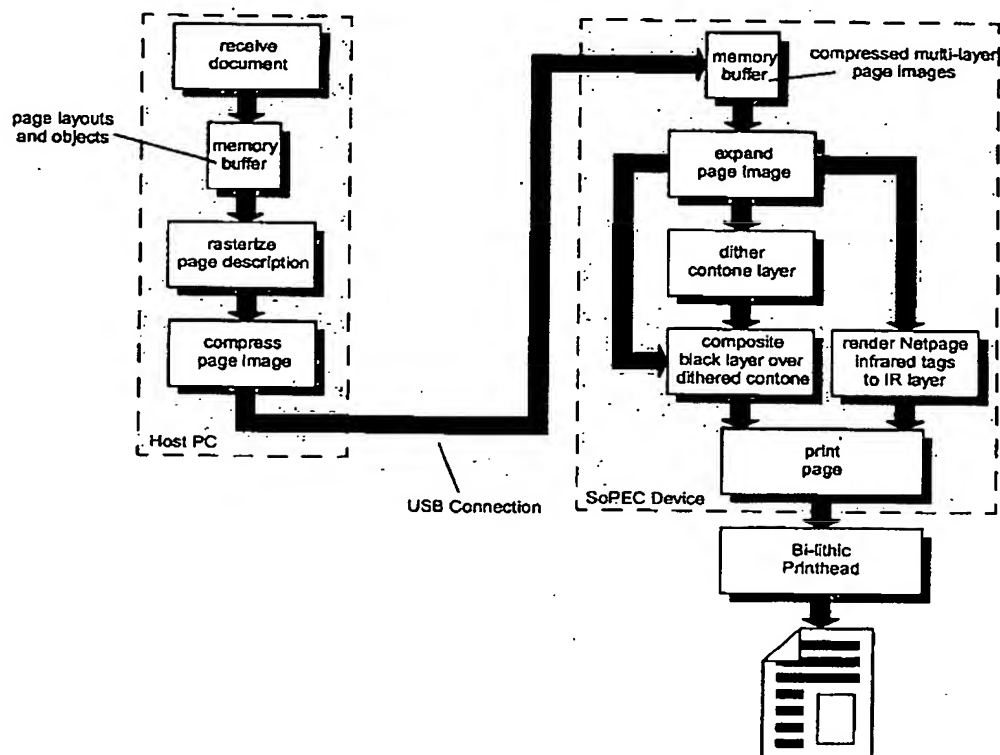 receive
document
page layouts
and objects
memory
buffer
rasterize
page description
compress
page image
Host PC
USB Connection
memory
buffer
compressed multi-layer
page images
expand
page image
dither
contone layer
composite
black layer over
dithered contone
render Netpage
infrared tags
to IR layer
print
page
SoPEC Device
Bi-lithic
Printhead